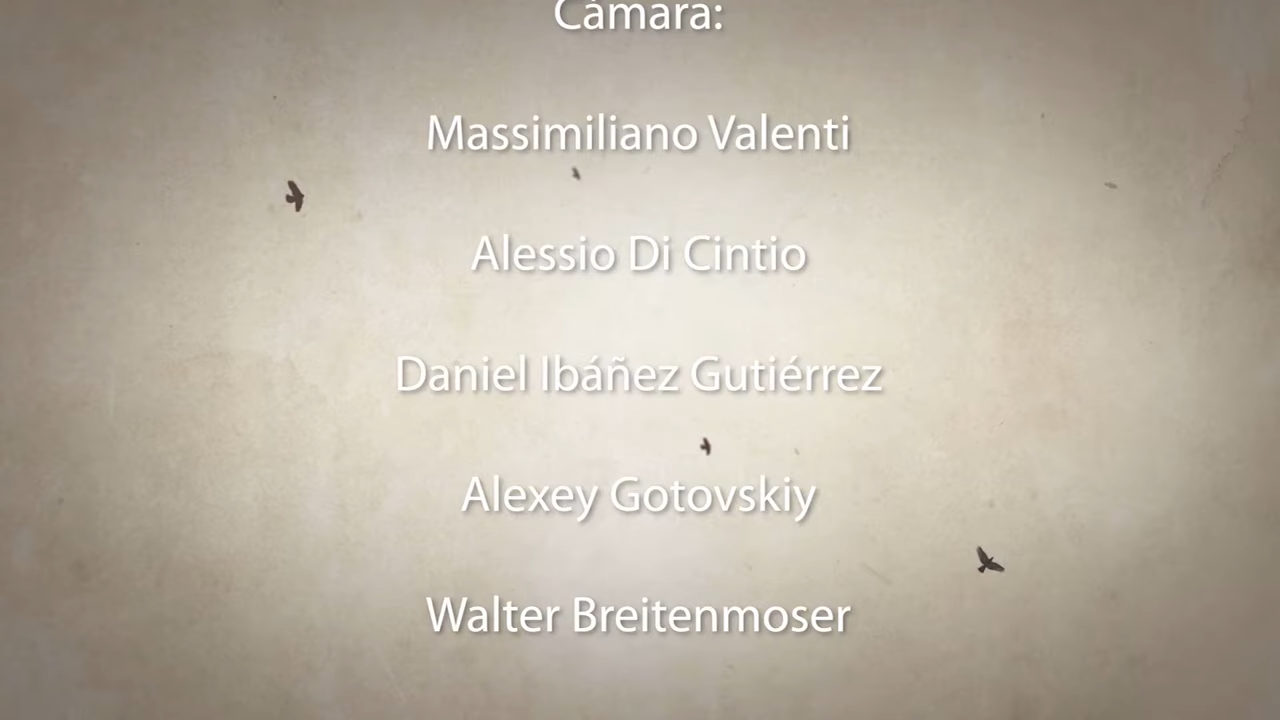 Cámara:
Massimiliano Valenti
Alessio Di Cintio
Daniel Ibáñez Gutiérrez
Alexey Gotovskiy
Walter Breitenmoser